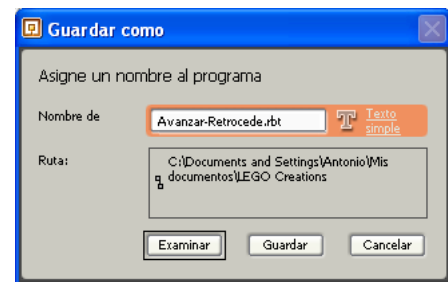 Guardar como
Asigne un nombre al programa
Nombre de
Avanzar-Retrocede.rbt
Texto
simple
Ruta:
C:\Documents and Settings\Antonio\Mis
documentos\LEGO Creations
Examinar Guardar Cancelar